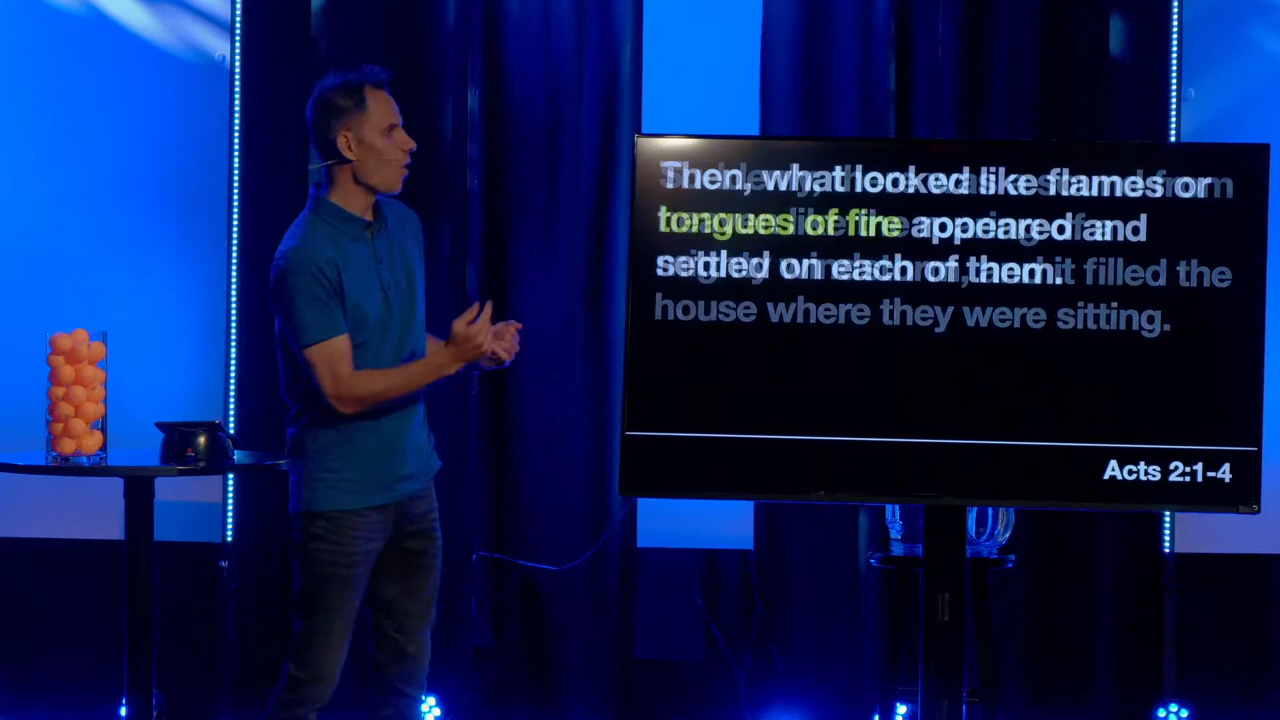 Then, what looked like flames or
tongues of fire appeared and
settled on each of them.
filled the
house where they were sitting.
Acts 2:1-4